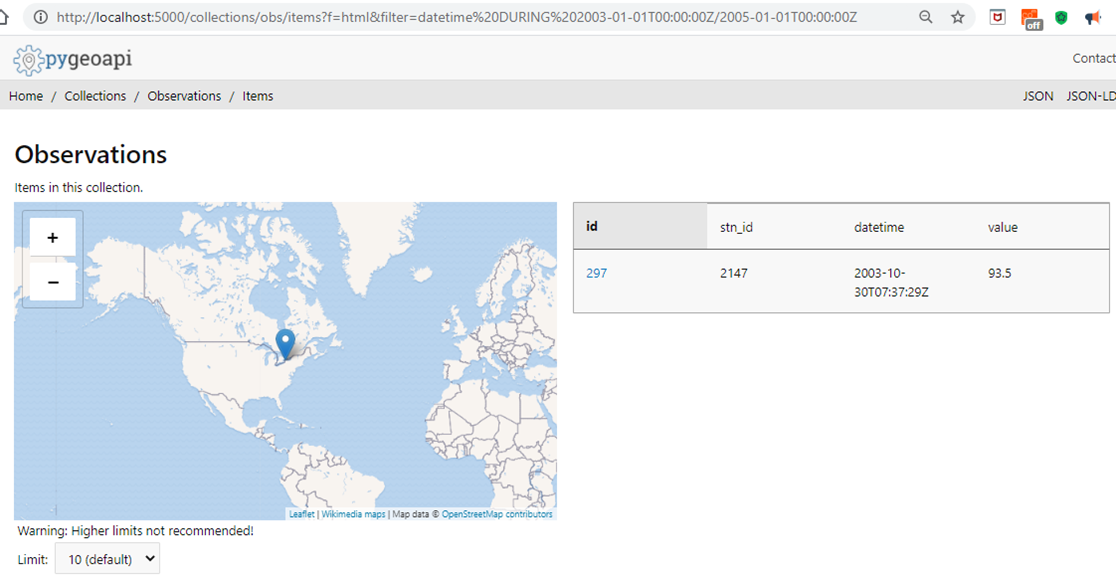 http://localhost:5000/collections/obs/items?f=html&filter=datetime%20DURING%202003-01-01T00:00:00Z/2005-01-01T00:00:00Z
off
pygeoapi
Contact
Home / Collections / Observations / Items
JSON JSON-LD
Observations
Items in this collection.
+
−
id stn_id datetime value
297 2147 2003-10-30T07:37:29Z 93.5
Leaflet | Wikimedia maps | Map data © OpenStreetMap contributors
Warning: Higher limits not recommended!
Limit: 10 (default)